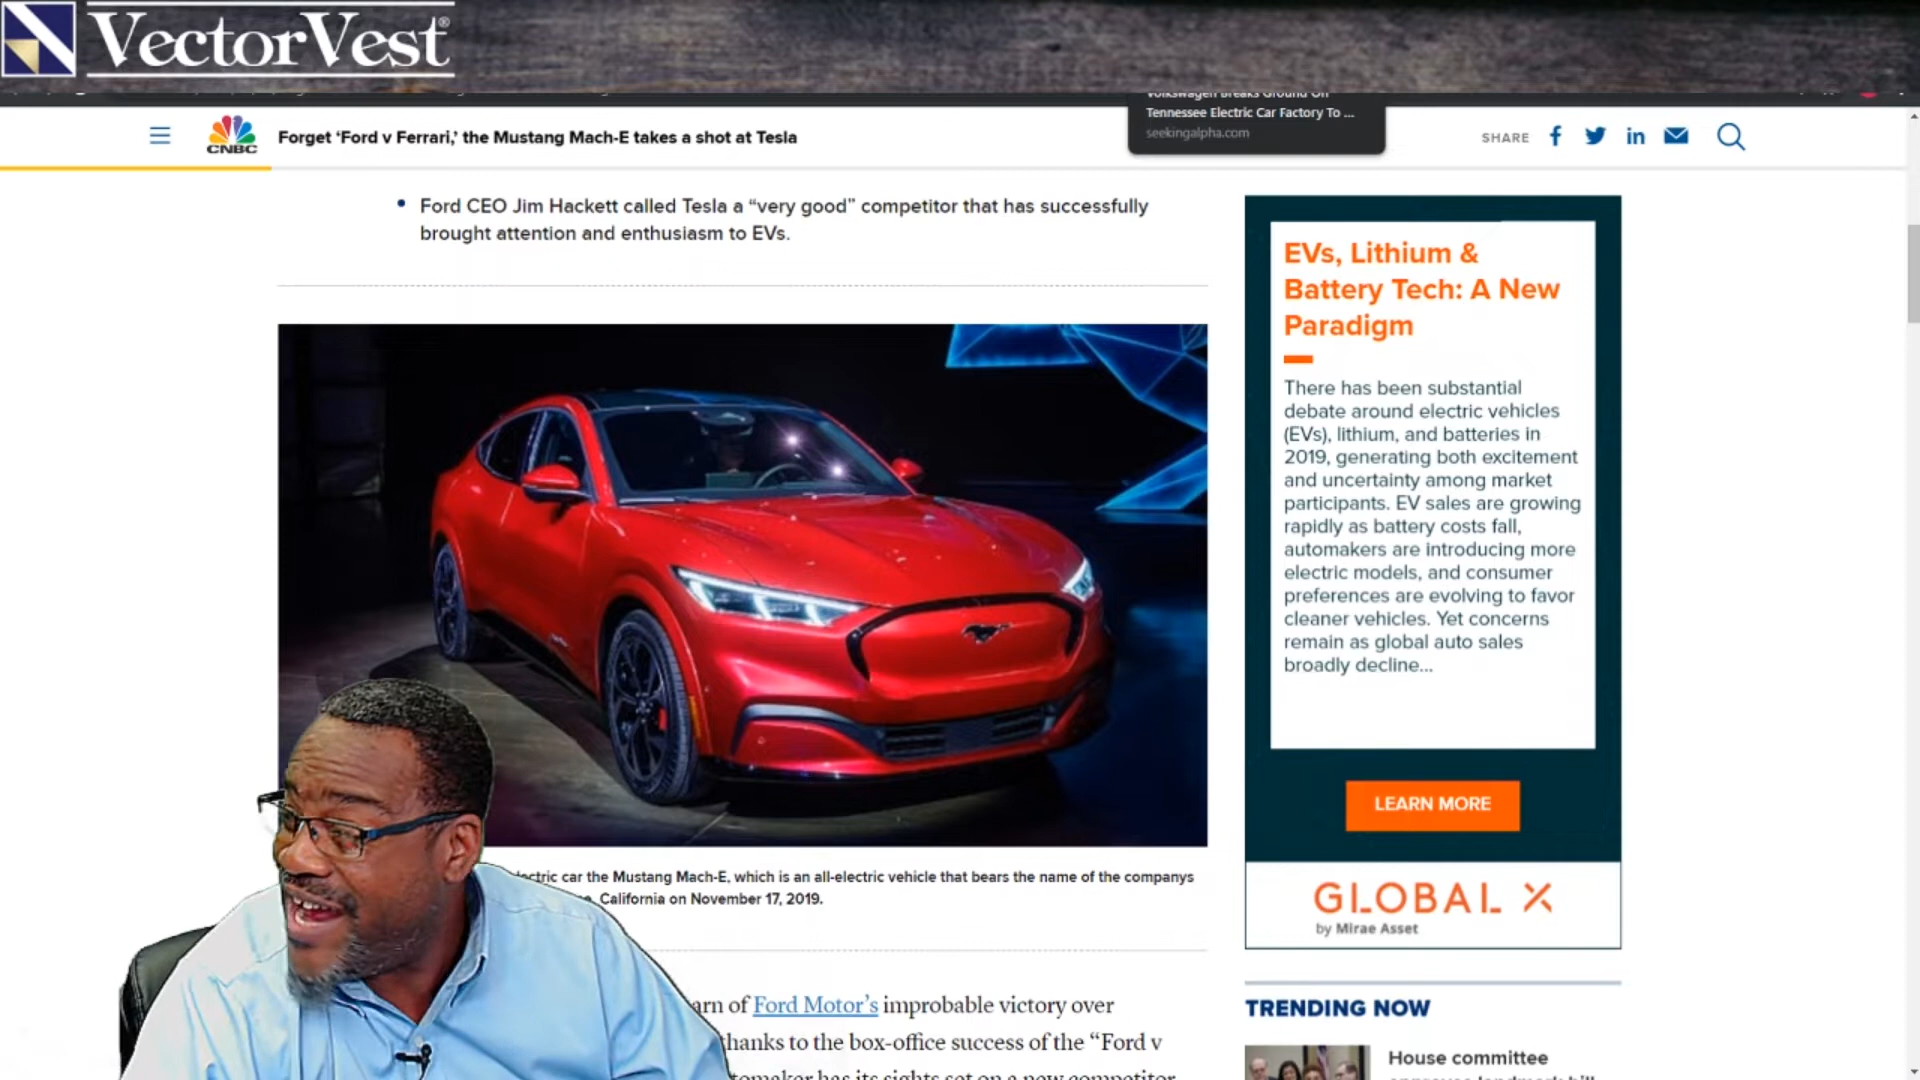 VectorVest®
Volkswagen Breaks Ground On
Tennessee Electric Car Factory To ...
seekingalpha.com
CNBC
Forget ‘Ford v Ferrari,’ the Mustang Mach-E takes a shot at Tesla
SHARE
• Ford CEO Jim Hackett called Tesla a “very good” competitor that has successfully
brought attention and enthusiasm to EVs.
EVs, Lithium &
Battery Tech: A New
Paradigm
There has been substantial
debate around electric vehicles
(EVs), lithium, and batteries in
2019, generating both excitement
and uncertainty among market
participants. EV sales are growing
rapidly as battery costs fall,
automakers are introducing more
electric models, and consumer
preferences are evolving to favor
cleaner vehicles. Yet concerns
remain as global auto sales
broadly decline...
LEARN MORE
GLOBAL X
by Mirae Asset
car the Mustang Mach-E, which is an all-electric vehicle that bears the name of the companys
California on November 17, 2019.
of Ford Motor’s improbable victory over
thanks to the box-office success of the “Ford v
has its sights set on a new competitor
TRENDING NOW
House committee